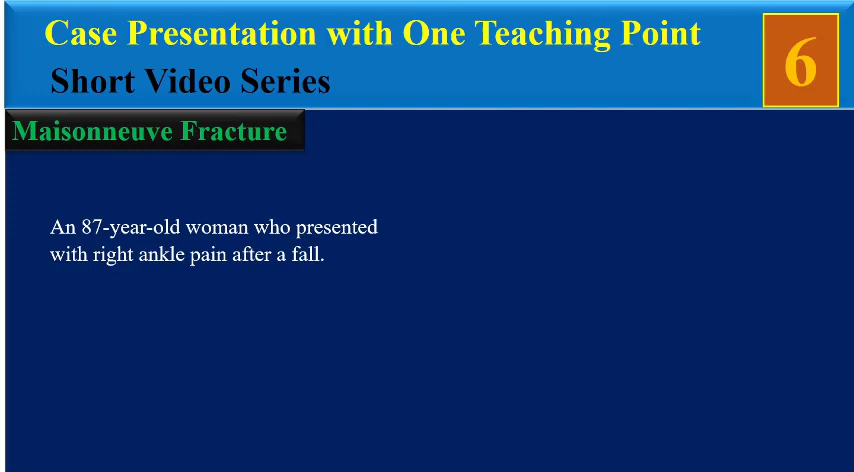 Case Presentation with One Teaching Point
Short Video Series
6
Maisonneuve Fracture
An 87-year-old woman who presented
with right ankle pain after a fall.